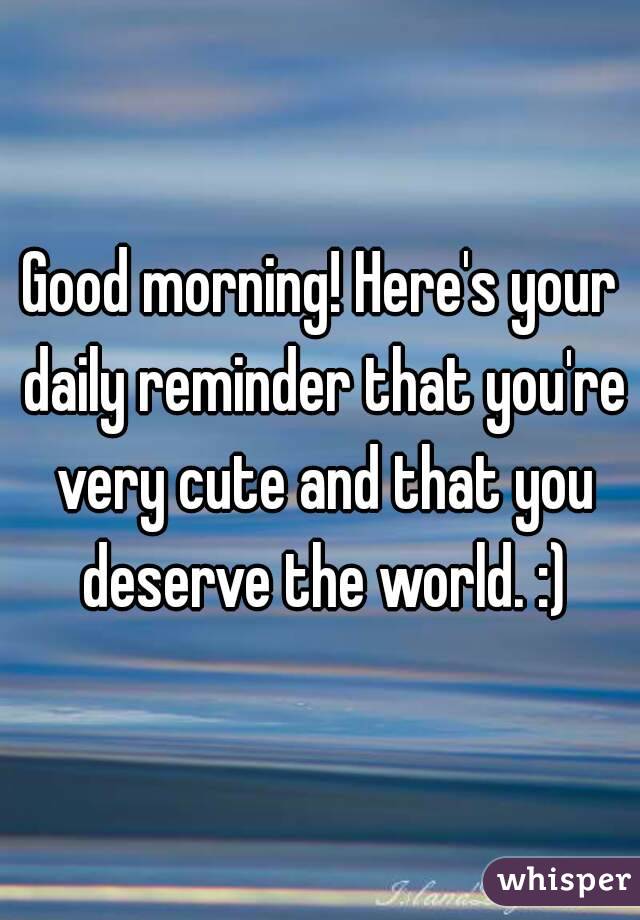 Good morning! Here's your
daily reminder that you're
very cute and that you
deserve the world. :)
whisper